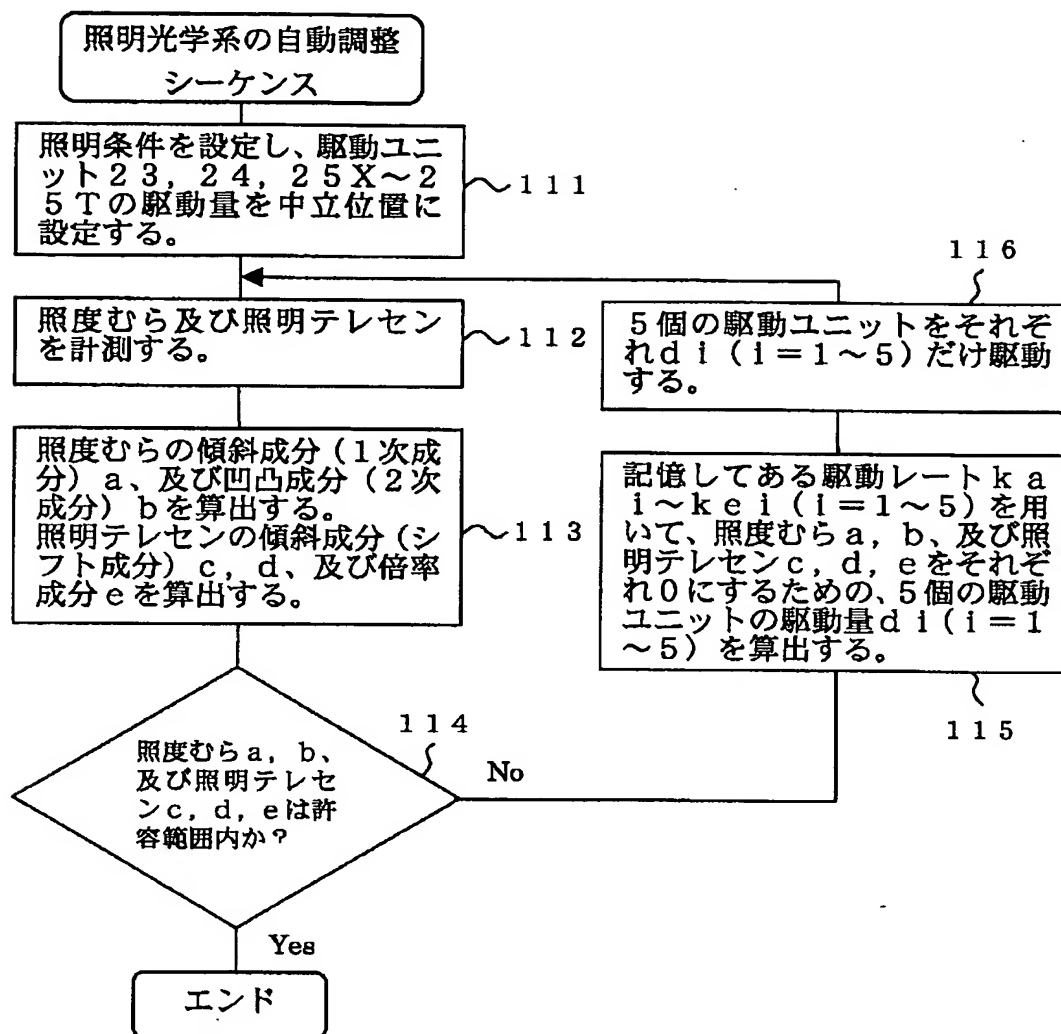 照明光学系の自動調整
シーケンス
照明条件を設定し、駆動ユニ
ット23,24,25X~2
5Tの駆動量を中立位置に
設定する。
111
照度むら及び照明テレセン
を計測する。
112
照度むらの傾斜成分(1次成
分)a、及び凹凸成分(2次
成分)bを算出する。
照明テレセンの傾斜成分(シ
フト成分)c,d、及び倍率
成分eを算出する。
113
114
照度むらa,b、
及び照明テレセ
ンc,d,eは許
容範囲内か?
No
Yes
エンド
記憶してある駆動レートka
i~kei(i=1~5)を用
いて、照度むらa,b、及び照
明テレセンc,d,eをそれぞ
れ0にするための、5個の駆動
ユニットの駆動量di(i=1
~5)を算出する。
115
116
5個の駆動ユニットをそれぞ
れdi(i=1~5)だけ駆動
する。